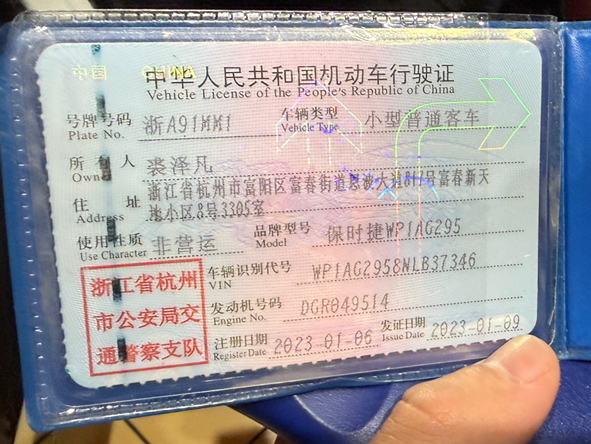 中华人民共和国机动车行驶证
Vehicle License of the People's Republic of China
号牌号码 浙A91MM1 车辆类型 小型普通客车
Plate No. Vehicle Type
所有人 裘泽凡
Owner
住址 浙江省杭州市富阳区富春街道恩波大道817号富春新天
Address 地小区8号3305室
使用性质 非营运 品牌型号 保时捷WP1AG295
Use Character Model
浙江省杭州
市公安局交
通警察支队
车辆识别代号 WP1AG2958NLB37346
VIN
发动机号码 DGR049514
Engine No.
注册日期 2023-01-06 发证日期 2023-01-09
Register Date Issue Date